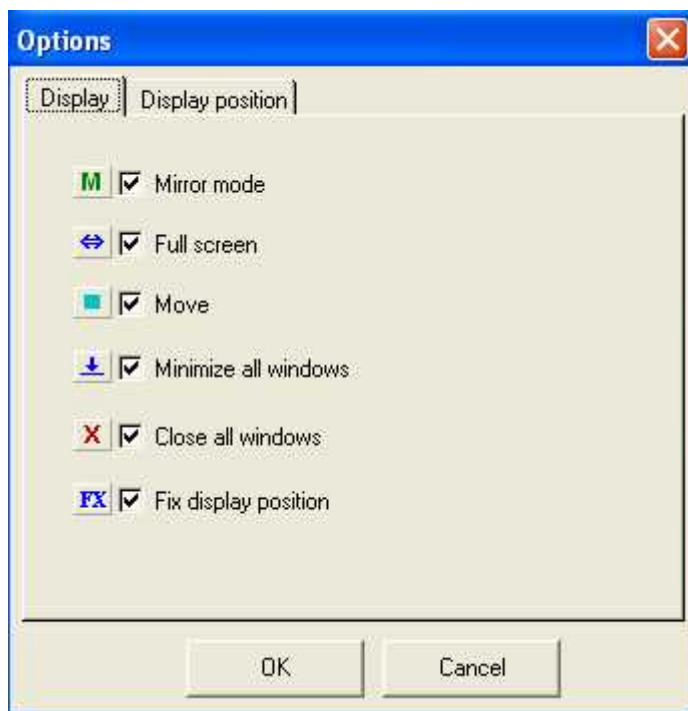 Options
Display Display position
M Mirror mode
Full screen
Move
Minimize all windows
X Close all windows
FX Fix display position
OK Cancel